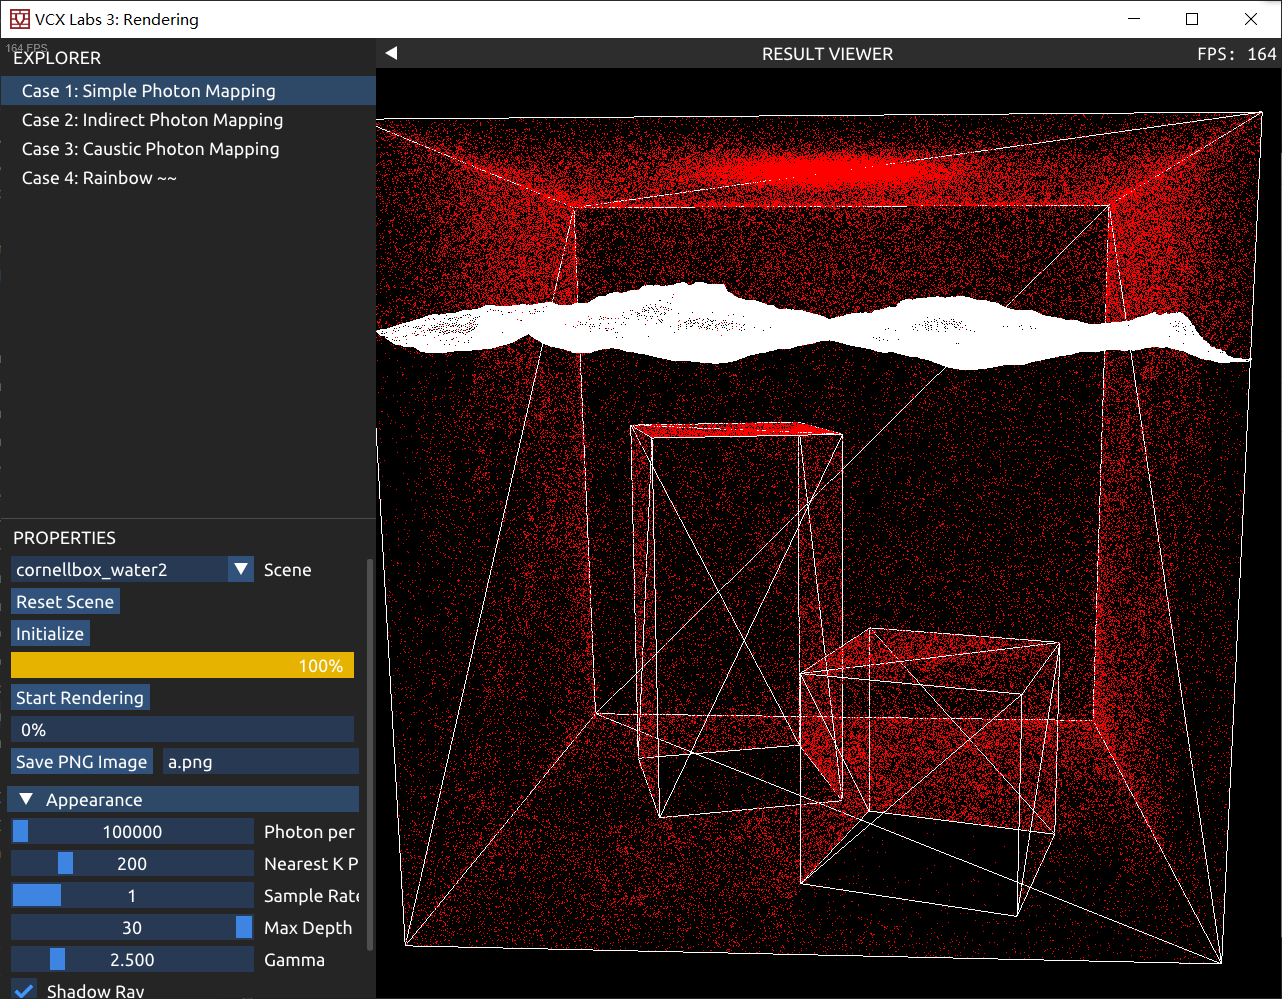 VCX Labs 3: Rendering
164 FPS
EXPLORER
RESULT VIEWER
FPS: 164
Case 1: Simple Photon Mapping
Case 2: Indirect Photon Mapping
Case 3: Caustic Photon Mapping
Case 4: Rainbow ~~
PROPERTIES
cornellbox_water2 Scene
Reset Scene
Initialize
100%
Start Rendering
0%
Save PNG Image a.png
Appearance
100000 Photon per
200 Nearest K P
1 Sample Rate
30 Max Depth
2.500 Gamma
Shadow Ray